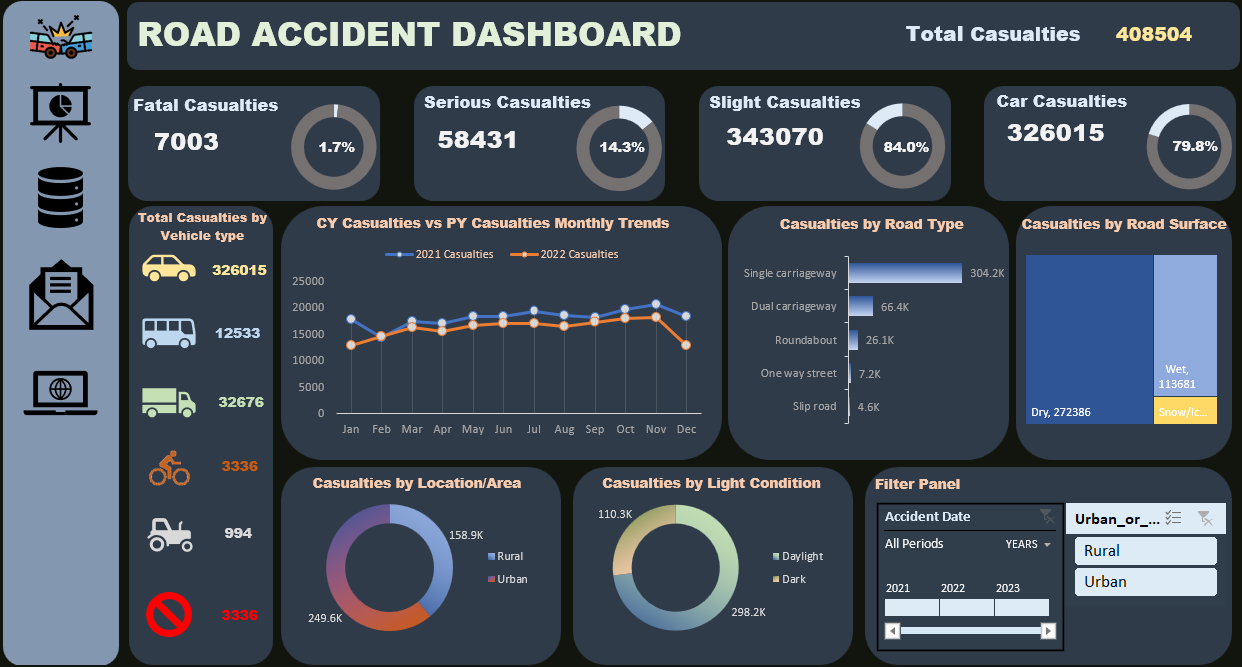 ROAD ACCIDENT DASHBOARD
Total Casualties 408504
Fatal Casualties
7003
1.7%
Serious Casualties
58431
14.3%
Slight Casualties
343070
84.0%
Car Casualties
326015
79.8%
Total Casualties by
Vehicle type
326015
12533
32676
3336
994
3336
CY Casualties vs PY Casualties Monthly Trends
2021 Casualties 2022 Casualties
25000
20000
15000
10000
5000
0
Jan Feb Mar Apr May Jun Jul Aug Sep Oct Nov Dec
Casualties by Road Type
Single carriageway 304.2K
Dual carriageway 66.4K
Roundabout 26.1K
One way street 7.2K
Slip road 4.6K
Casualties by Road Surface
Dry, 272386
Wet,
113681
Snow/Ic...
Casualties by Location/Area
158.9K
249.6K
Rural
Urban
Casualties by Light Condition
110.3K
298.2K
Daylight
Dark
Filter Panel
Accident Date
All Periods YEARS
2021 2022 2023
Urban_or_...
Rural
Urban